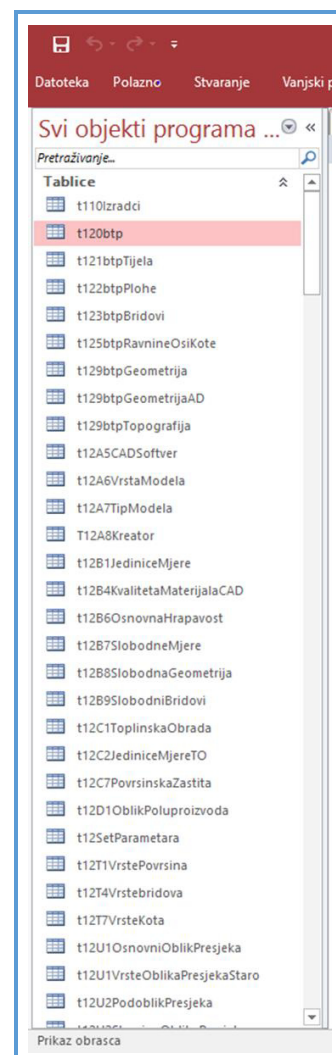 Datoteka Polazno Stvaranje Vanjski
Svi objekti programa ...
Pretraživanje...
Tablice
t110Izradci
t120btp
t121btpTijela
t122btpPlohe
t123btpBridovi
t125btpRavnineOsiKote
t129btpGeometrija
t129btpGeometrijaAD
t129btpTopografija
t12A5CADSoftver
t12A6VrstaModela
t12A7TipModela
T12A8Kreator
t12B1JediniceMjere
t12B4KvalitetaMaterijalaCAD
t12B6OsnovnaHrapavost
t12B7SlobodneMjere
t12B8SlobodnaGeometrija
t12B9SlobodniBridovi
t12C1ToplinskaObrada
t12C2JediniceMjereTO
t12C7PovrsinskaZastita
t12D1OblikPoluproizvoda
t12SetParametara
t12T1VrstePovrsina
t12T4Vrstebridova
t12T7VrsteKota
t12U1OsnovniOblikPresjeka
t12U1VrsteOblikaPresjekaStaro
t12U2PodoblikPresjeka
Prikaz obrasca